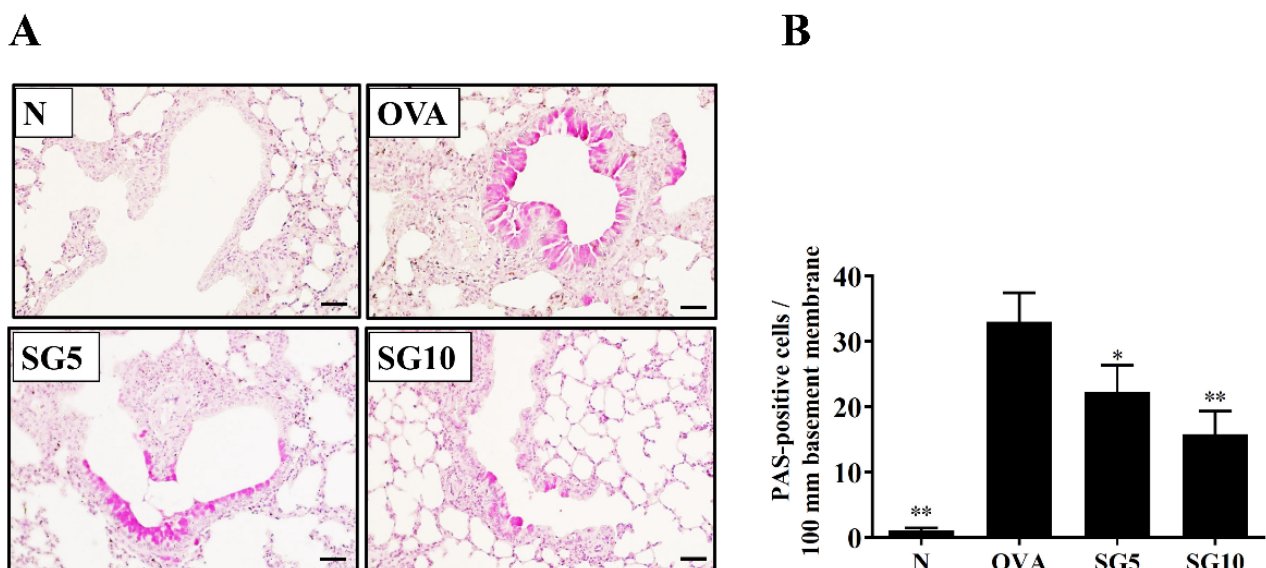 A
B
N
OVA
SG5
SG10
PAS-positive cells /
100 mm basement membrane
40
30
20
10
0
**
*
**
N
OVA
SG5
SG10